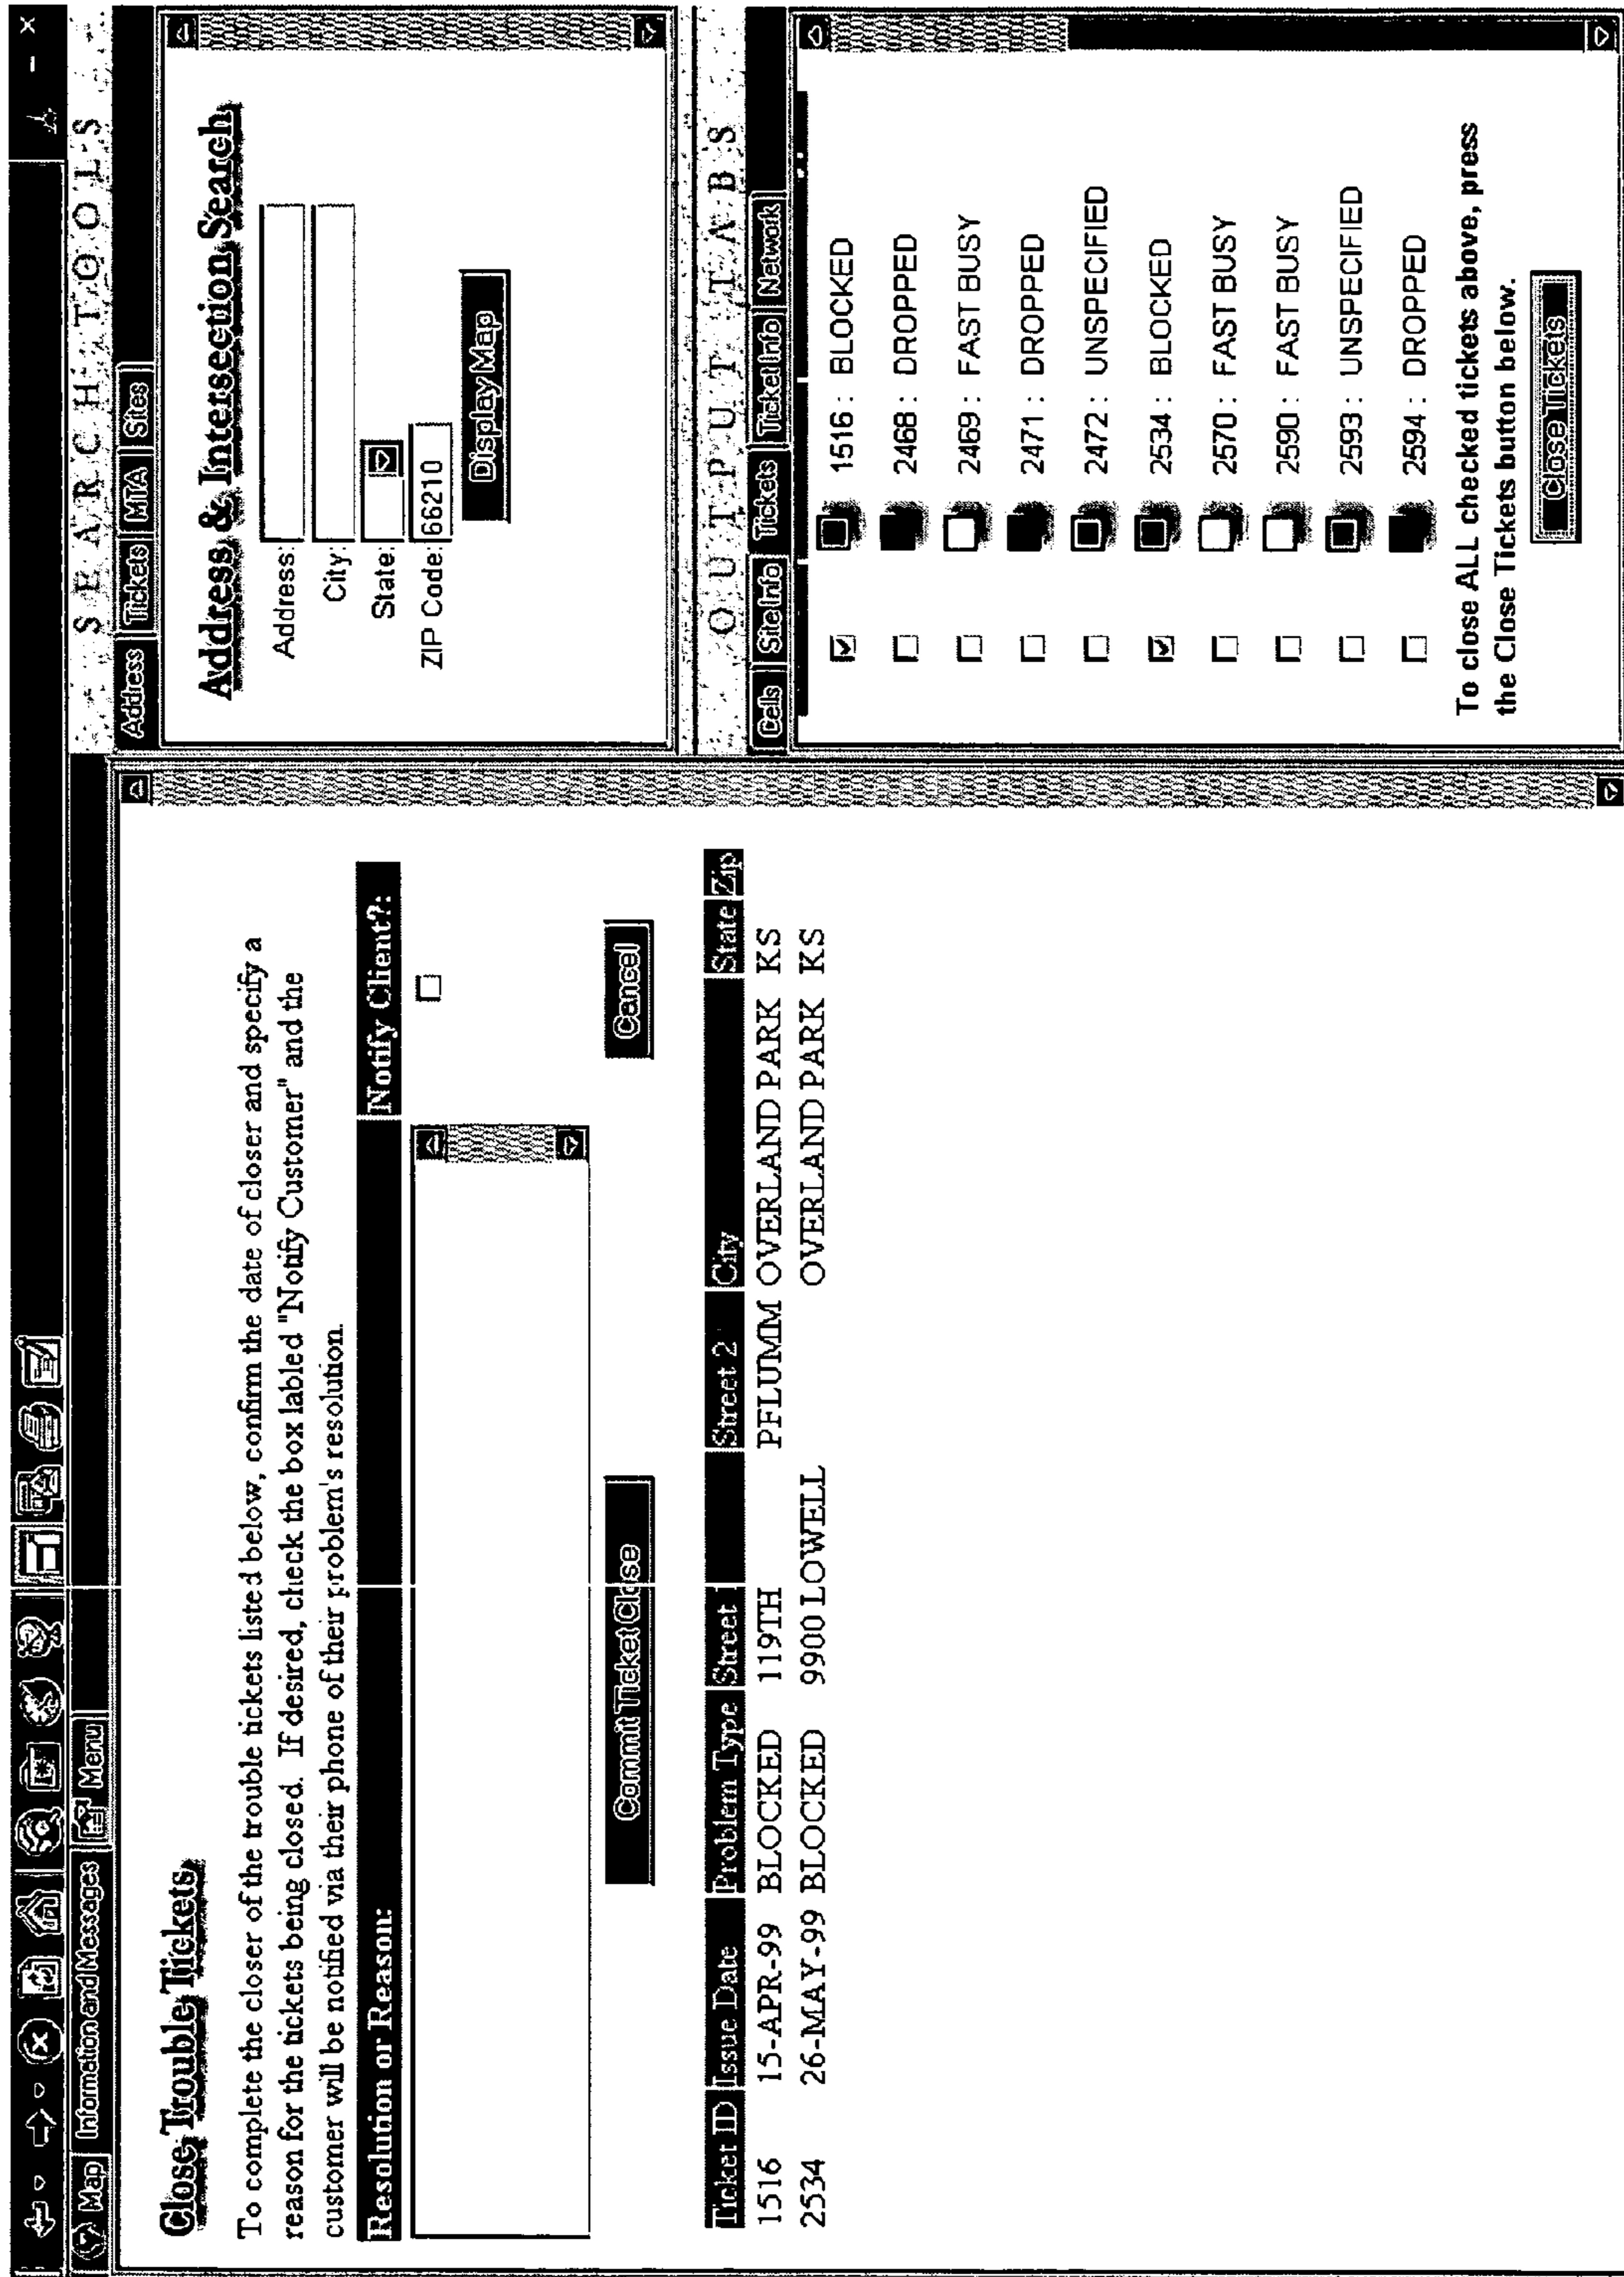 Map Information and Messages Menu
Close Trouble Tickets
To complete the closer of the trouble tickets listed below, confirm the date of closer and specify a
reason for the tickets being closed. If desired, check the box labled "Notify Customer" and the
customer will be notified via their phone of their problem's resolution.
Resolution or Reason: Notify Client?:
Commit Ticket Close Cancel
Ticket ID Issue Date Problem Type Street Street 2 City State Zip
1516 15-APR-99 BLOCKED 119TH PFLUMM OVERLAND PARK KS
2534 26-MAY-99 BLOCKED 9900 LOWELL OVERLAND PARK KS
SEARCH TOOLS
Address Tickets MTA Sites
Address & Intersection Search
Address:
City:
State:
ZIP Code: 66210
Display Map
OUTPUT TABS
Cells Site Info Tickets Ticket Info Network
1516 : BLOCKED
2468 : DROPPED
2469 : FAST BUSY
2471 : DROPPED
2472 : UNSPECIFIED
2534 : BLOCKED
2570 : FAST BUSY
2590 : FAST BUSY
2593 : UNSPECIFIED
2594 : DROPPED
To close ALL checked tickets above, press
the Close Tickets button below.
Close Tickets